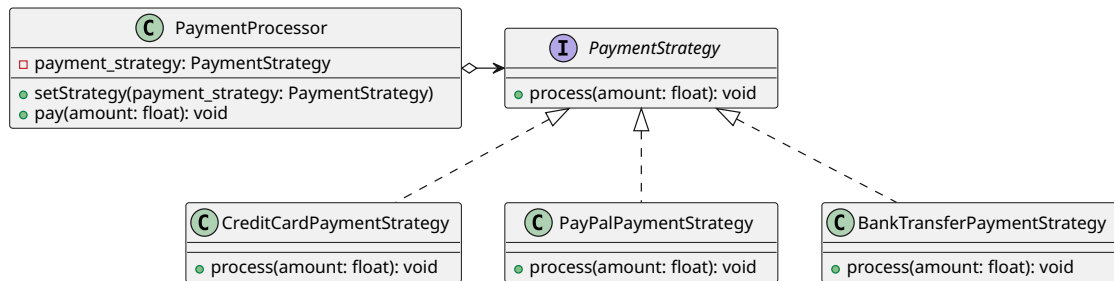 C PaymentProcessor
payment_strategy: PaymentStrategy
setStrategy(payment_strategy: PaymentStrategy)
pay(amount: float): void
I PaymentStrategy
process(amount: float): void
C CreditCardPaymentStrategy
process(amount: float): void
C PayPalPaymentStrategy
process(amount: float): void
C BankTransferPaymentStrategy
process(amount: float): void